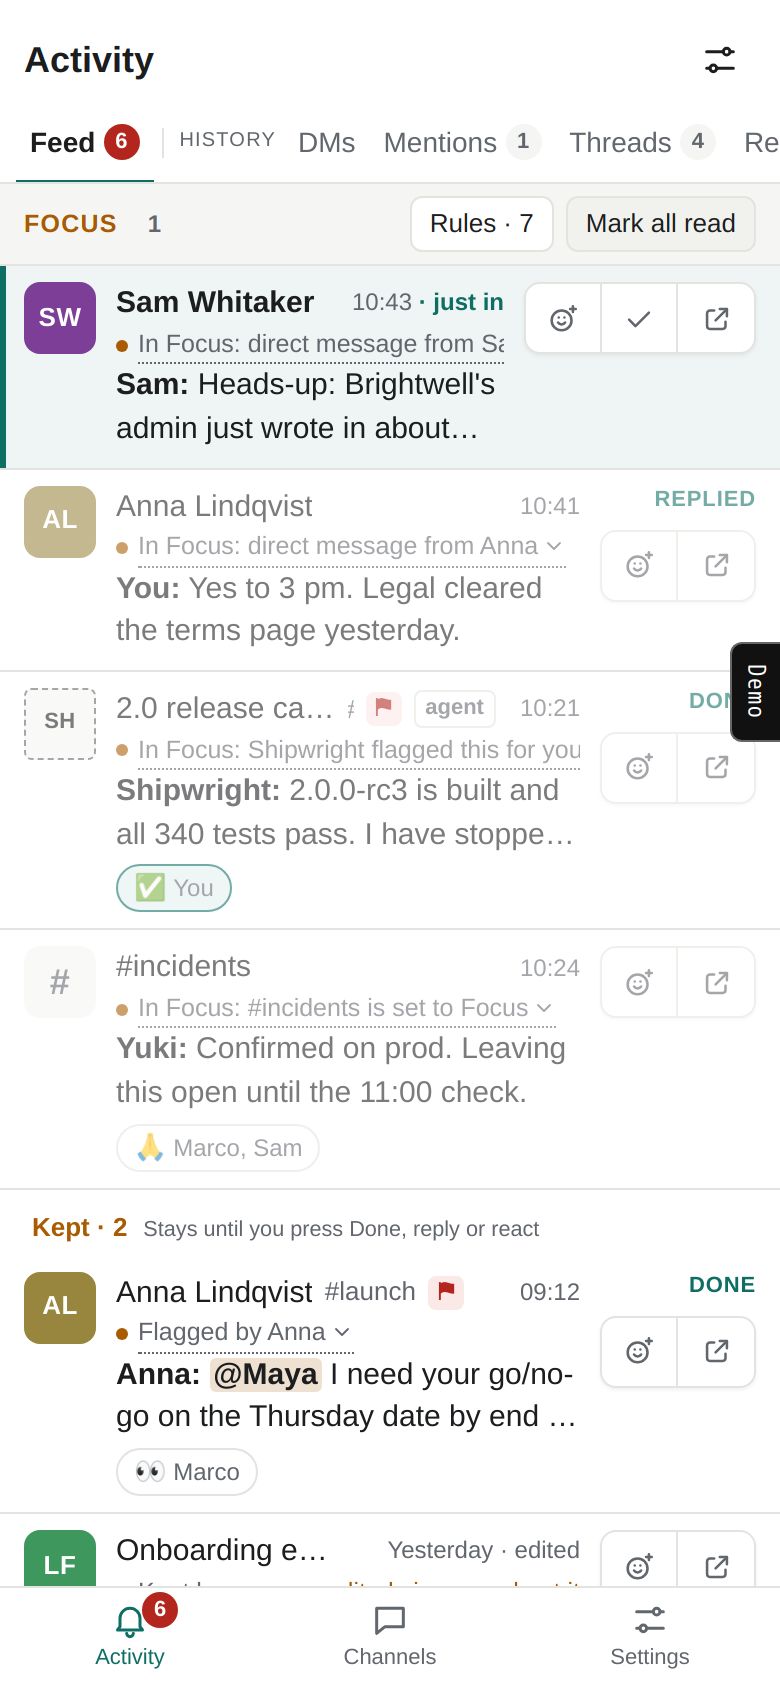 Activity
Feed 6 HISTORY DMs Mentions 1 Threads 4 Re
FOCUS 1 Rules · 7 Mark all read
SW Sam Whitaker 10:43 · just in
In Focus: direct message from Sa
Sam: Heads-up: Brightwell's
admin just wrote in about…
AL Anna Lindqvist 10:41 REPLIED
In Focus: direct message from Anna
You: Yes to 3 pm. Legal cleared
the terms page yesterday.
Demo
SH 2.0 release ca… # agent 10:21 DON
In Focus: Shipwright flagged this for you
Shipwright: 2.0.0-rc3 is built and
all 340 tests pass. I have stoppe…
✅ You
# #incidents 10:24
In Focus: #incidents is set to Focus
Yuki: Confirmed on prod. Leaving
this open until the 11:00 check.
🙏 Marco, Sam
Kept · 2 Stays until you press Done, reply or react
AL Anna Lindqvist #launch 09:12 DONE
Flagged by Anna
Anna: @Maya I need your go/no-
go on the Thursday date by end …
👀 Marco
LF Onboarding e… Yesterday · edited
6
Activity Channels Settings